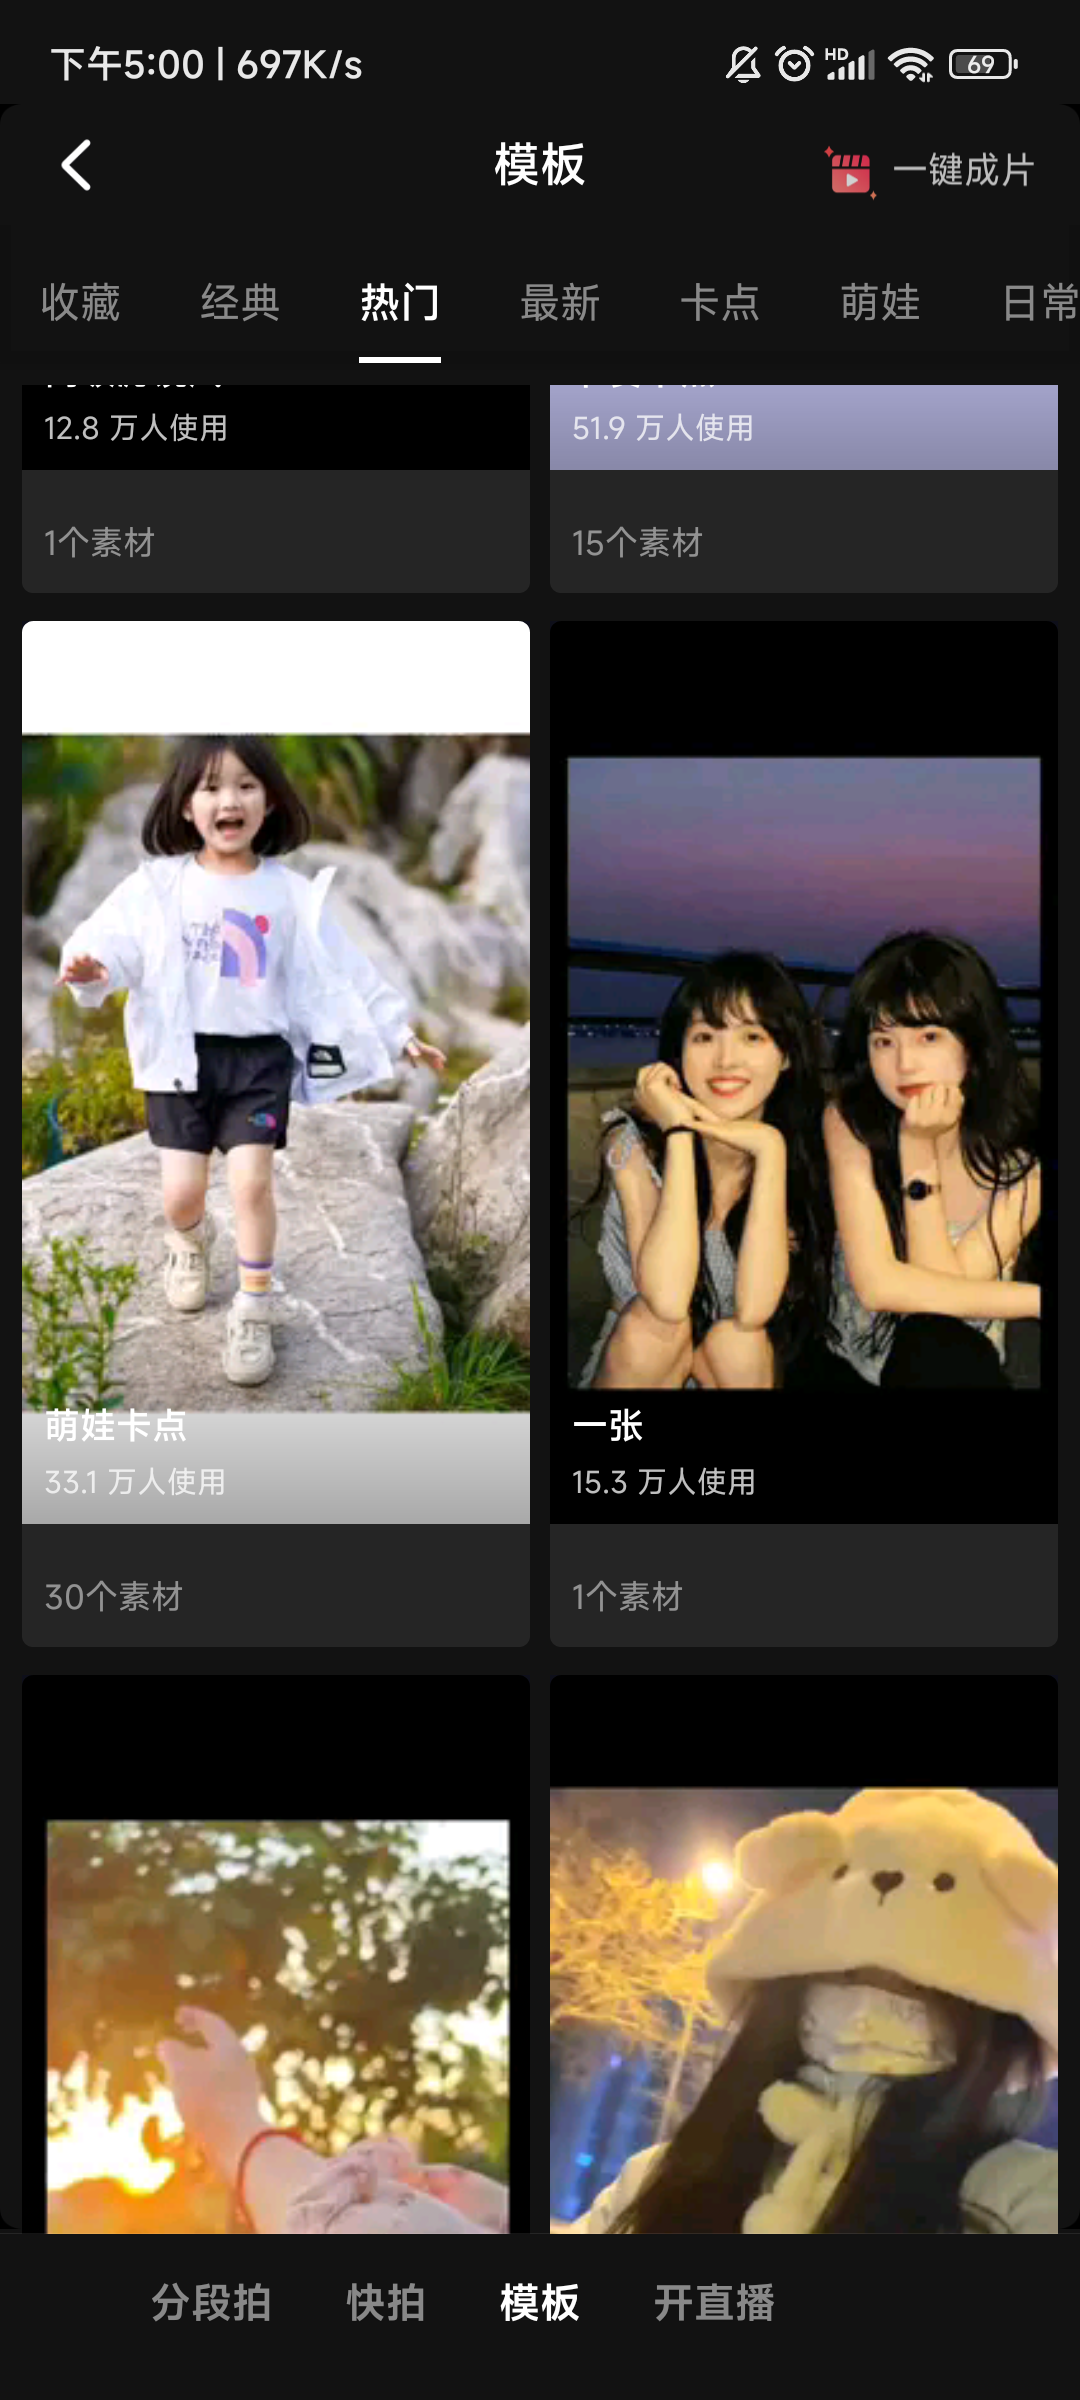 下午5:00 | 697K/s
HD
69
模板
一键成片
收藏 经典 热门 最新 卡点 萌娃 日常
12.8 万人使用
51.9 万人使用
1个素材
15个素材
萌娃卡点
33.1 万人使用
一张
15.3 万人使用
30个素材
1个素材
分段拍 快拍 模板 开直播